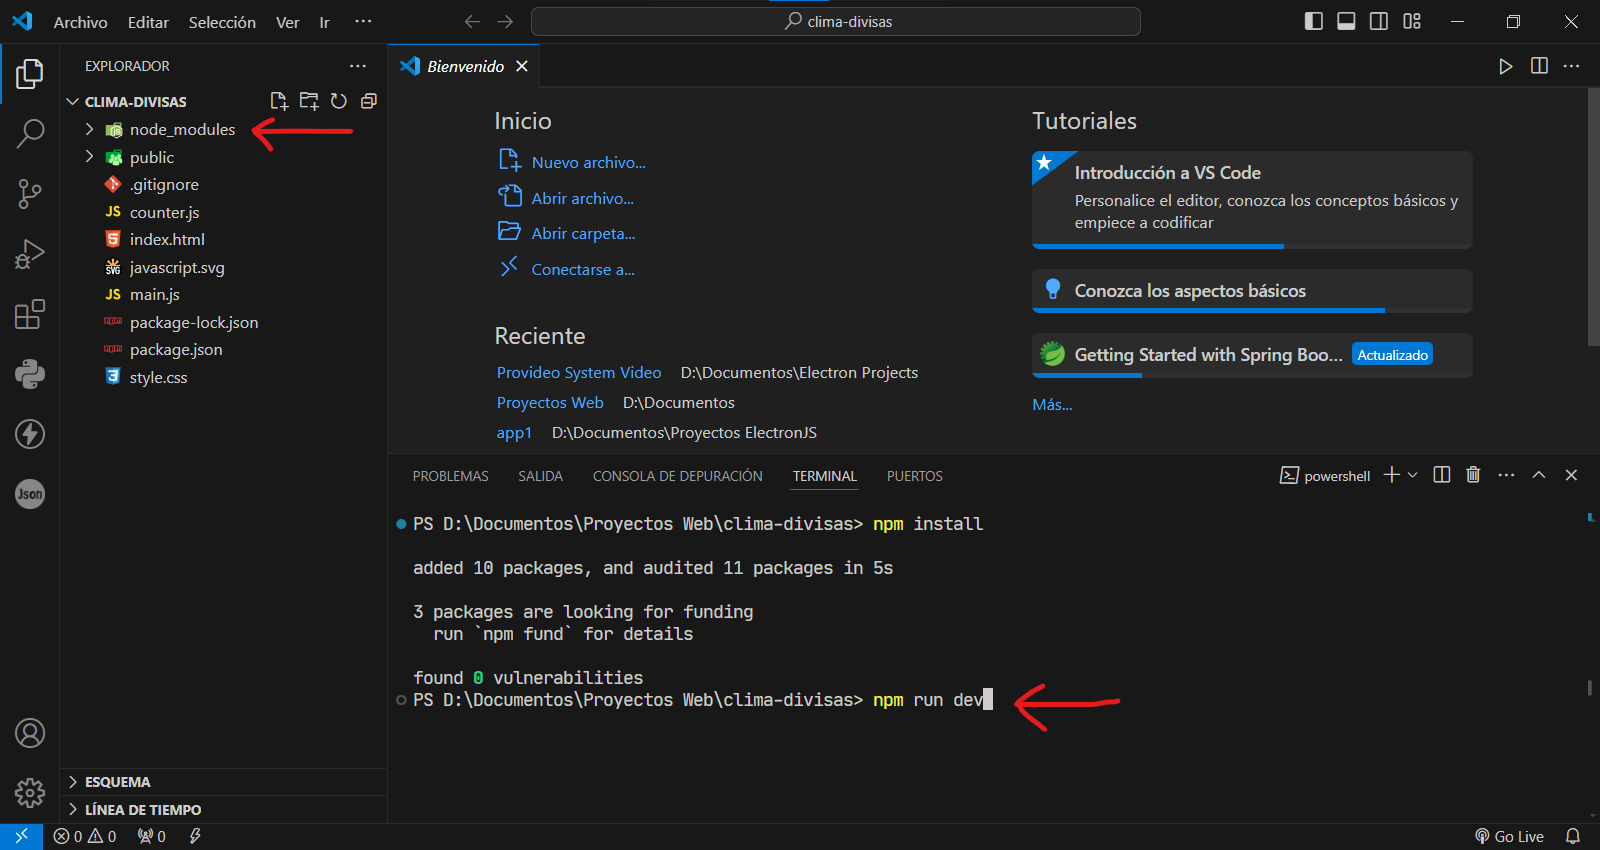 Archivo Editar Selección Ver Ir ...
clima-divisas
EXPLORADOR
CLIMA-DIVISAS
node_modules
public
.gitignore
JS counter.js
index.html
SVG javascript.svg
JS main.js
package-lock.json
package.json
style.css
Json
ESQUEMA
LÍNEA DE TIEMPO
Bienvenido
Inicio
Nuevo archivo...
Abrir archivo...
Abrir carpeta...
Conectarse a...
Reciente
Provideo System Video D:\Documentos\Electron Projects
Proyectos Web D:\Documentos
app1 D:\Documentos\Proyectos ElectronJS
Tutoriales
Introducción a VS Code
Personalice el editor, conozca los conceptos básicos y
empiece a codificar
Conozca los aspectos básicos
Getting Started with Spring Boo... Actualizado
Más...
PROBLEMAS SALIDA CONSOLA DE DEPURACIÓN TERMINAL PUERTOS
powershell
PS D:\Documentos\Proyectos Web\clima-divisas> npm install
added 10 packages, and audited 11 packages in 5s
3 packages are looking for funding
run `npm fund` for details
found 0 vulnerabilities
PS D:\Documentos\Proyectos Web\clima-divisas> npm run dev
0 0 0
Go Live